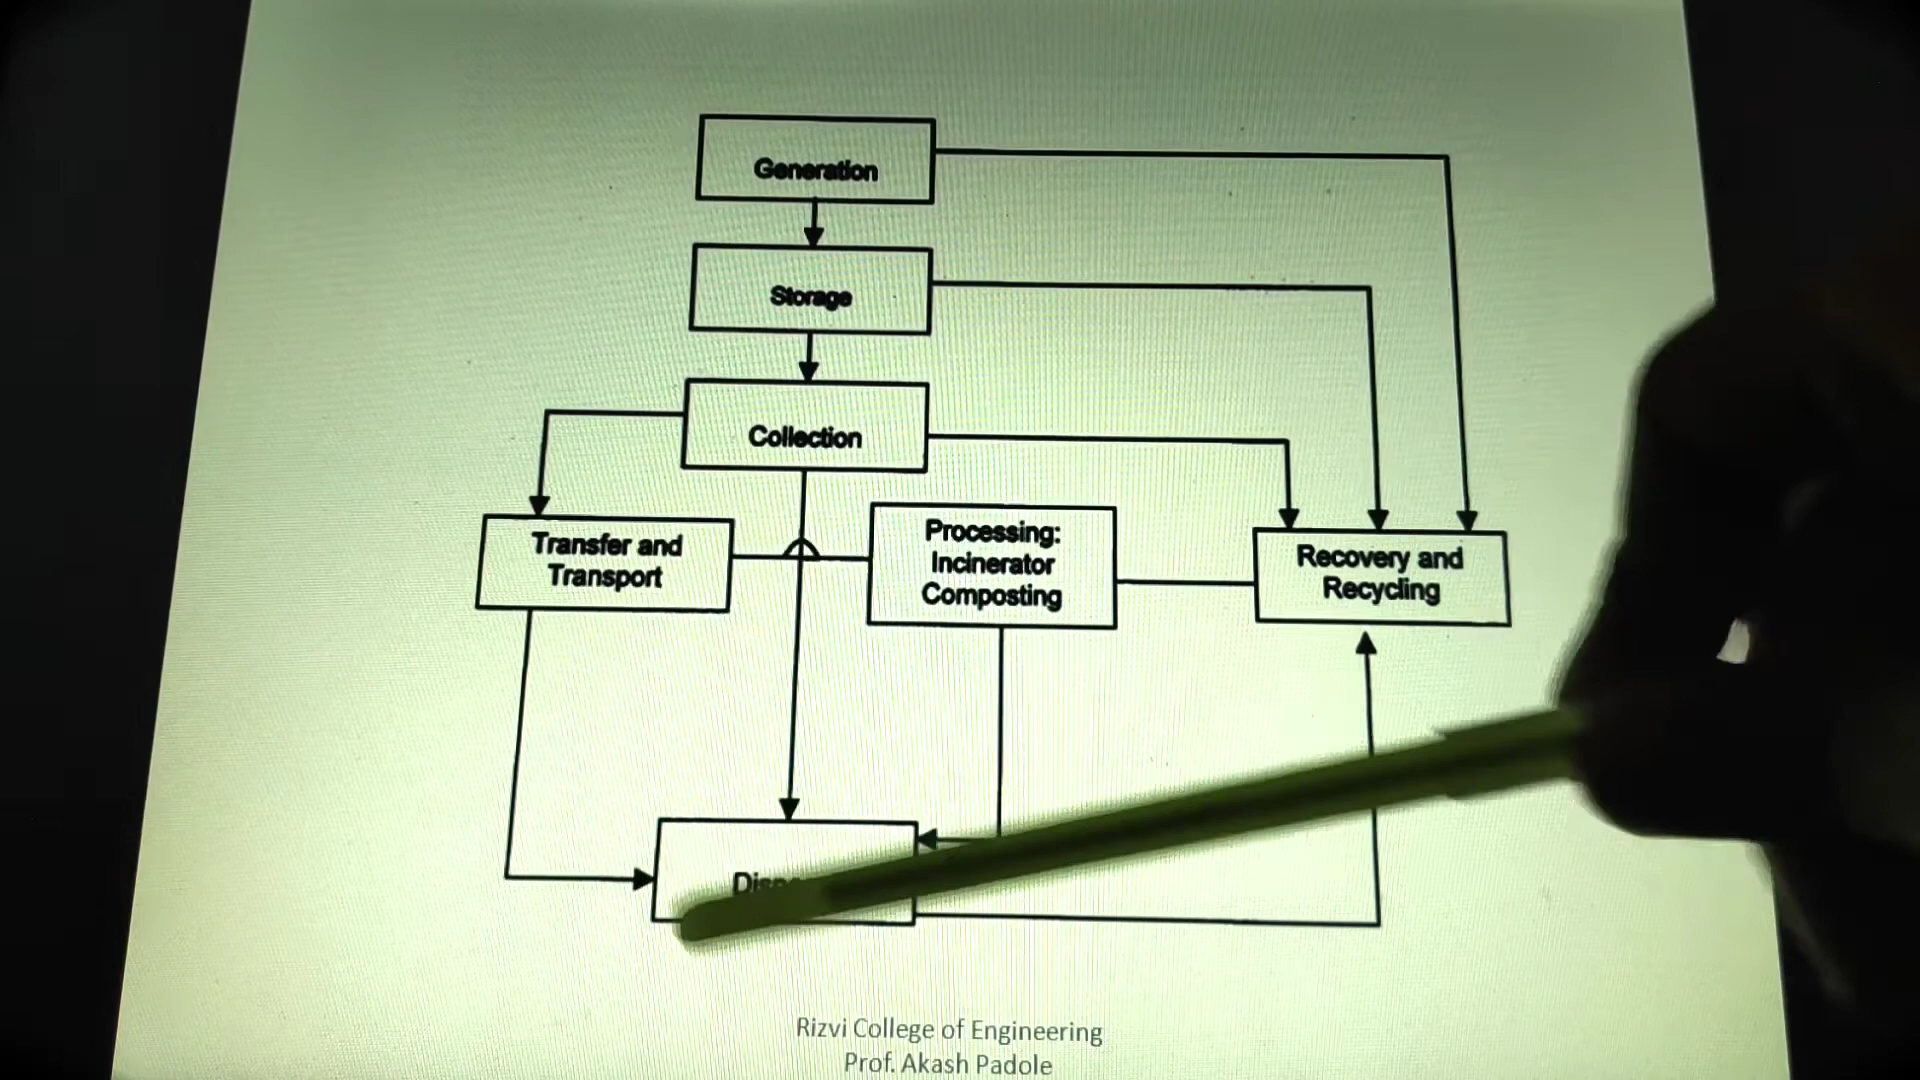 Generation
Storage
Collection
Transfer and
Transport
Processing:
Incinerator
Composting
Recovery and
Recycling
Rizvi College of Engineering
Prof. Akash Padole